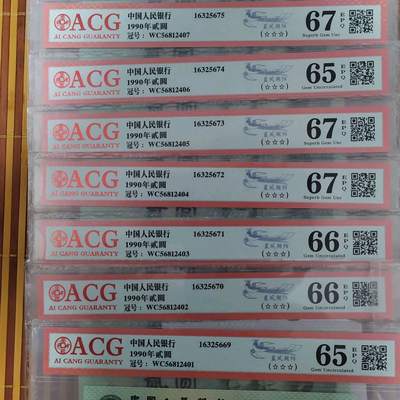 ACG 中国人民银行 16325675 67 EPQ
AI CANG GUARANTY 1990年贰圆 Superb Gem Unc
冠号：WC56812407 (☆☆☆)
ACG 中国人民银行 16325674 65 EPQ
AI CANG GUARANTY 1990年贰圆 Gem Uncirculated
冠号：WC56812406 (☆☆☆)
ACG 中国人民银行 16325673 67 EPQ
AI CANG GUARANTY 1990年贰圆 Superb Gem Unc
冠号：WC56812405 (☆☆☆)
ACG 中国人民银行 16325672 67 EPQ
AI CANG GUARANTY 1990年贰圆 Superb Gem Unc
冠号：WC56812404 (☆☆☆)
ACG 中国人民银行 16325671 66 EPQ
AI CANG GUARANTY 1990年贰圆 Gem Uncirculated
冠号：WC56812403 (☆☆☆)
ACG 中国人民银行 16325670 66 EPQ
AI CANG GUARANTY 1990年贰圆 Gem Uncirculated
冠号：WC56812402 (☆☆☆)
ACG 中国人民银行 16325669 65 EPQ
AI CANG GUARANTY 1990年贰圆 Gem Uncirculated
冠号：WC56812401 (☆☆☆)